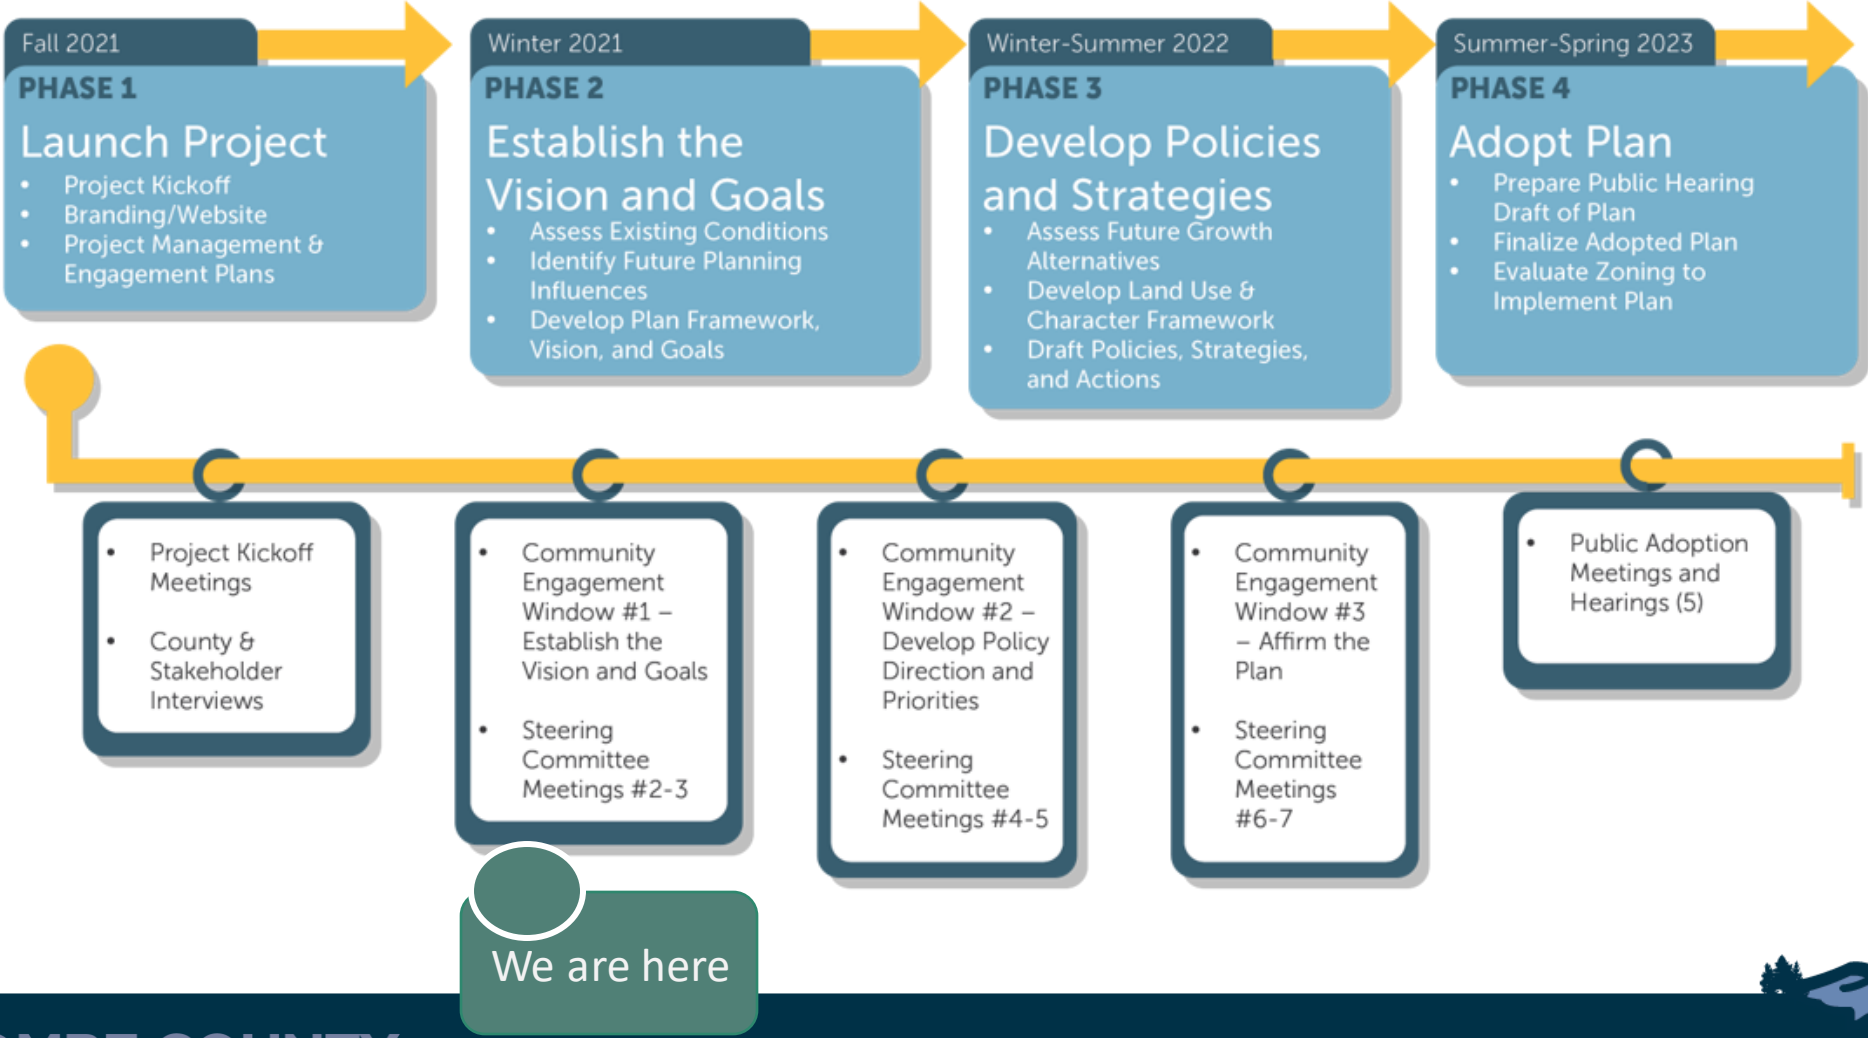 Fall 2021
PHASE 1
Launch Project
• Project Kickoff
• Branding/Website
• Project Management &
Engagement Plans
Winter 2021
PHASE 2
Establish the
Vision and Goals
• Assess Existing Conditions
• Identify Future Planning
Influences
• Develop Plan Framework,
Vision, and Goals
Winter-Summer 2022
PHASE 3
Develop Policies
and Strategies
• Assess Future Growth
Alternatives
• Develop Land Use &
Character Framework
• Draft Policies, Strategies,
and Actions
Summer-Spring 2023
PHASE 4
Adopt Plan
• Prepare Public Hearing
Draft of Plan
• Finalize Adopted Plan
• Evaluate Zoning to
Implement Plan
• Project Kickoff
Meetings
• County &
Stakeholder
Interviews
• Community
Engagement
Window #1 –
Establish the
Vision and Goals
• Steering
Committee
Meetings #2-3
• Community
Engagement
Window #2 –
Develop Policy
Direction and
Priorities
• Steering
Committee
Meetings #4-5
• Community
Engagement
Window #3
– Affirm the
Plan
• Steering
Committee
Meetings
#6-7
• Public Adoption
Meetings and
Hearings (5)
We are here
COUNTY